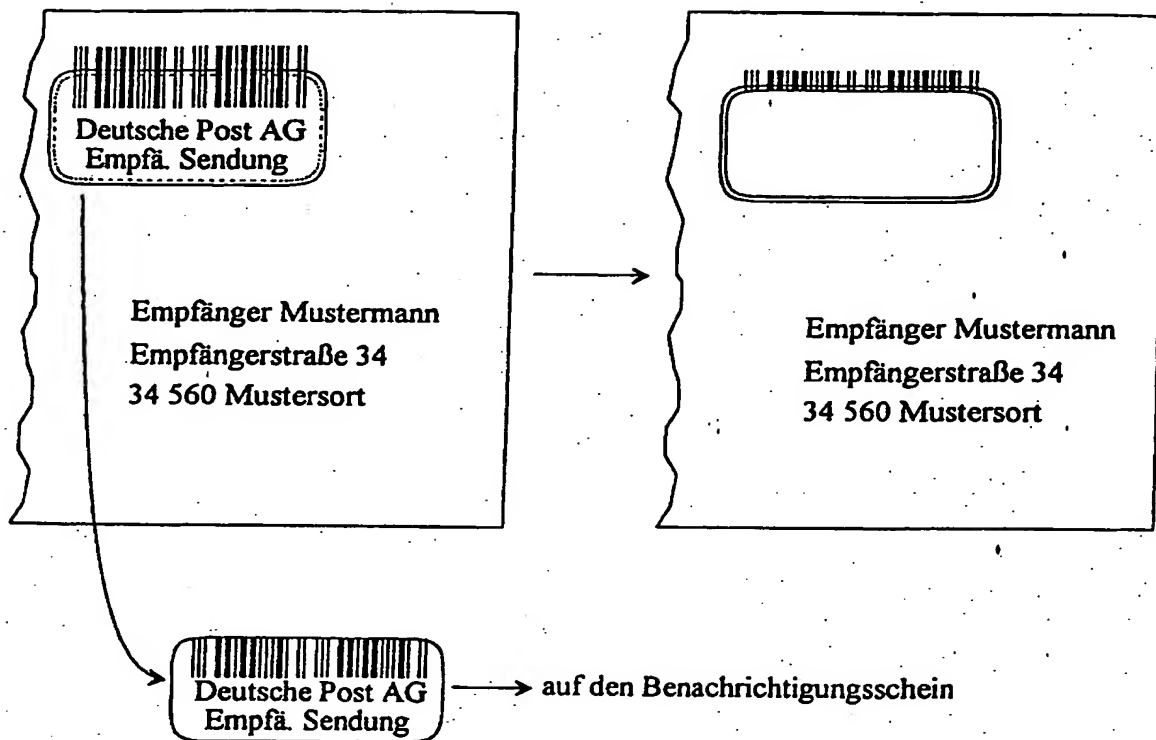 Deutsche Post AG
Empfä. Sendung
Empfänger Mustermann
Empfängerstraße 34
34 560 Mustersort
Empfänger Mustermann
Empfängerstraße 34
34 560 Mustersort
Deutsche Post AG
Empfä. Sendung
auf den Benachrichtigungsschein